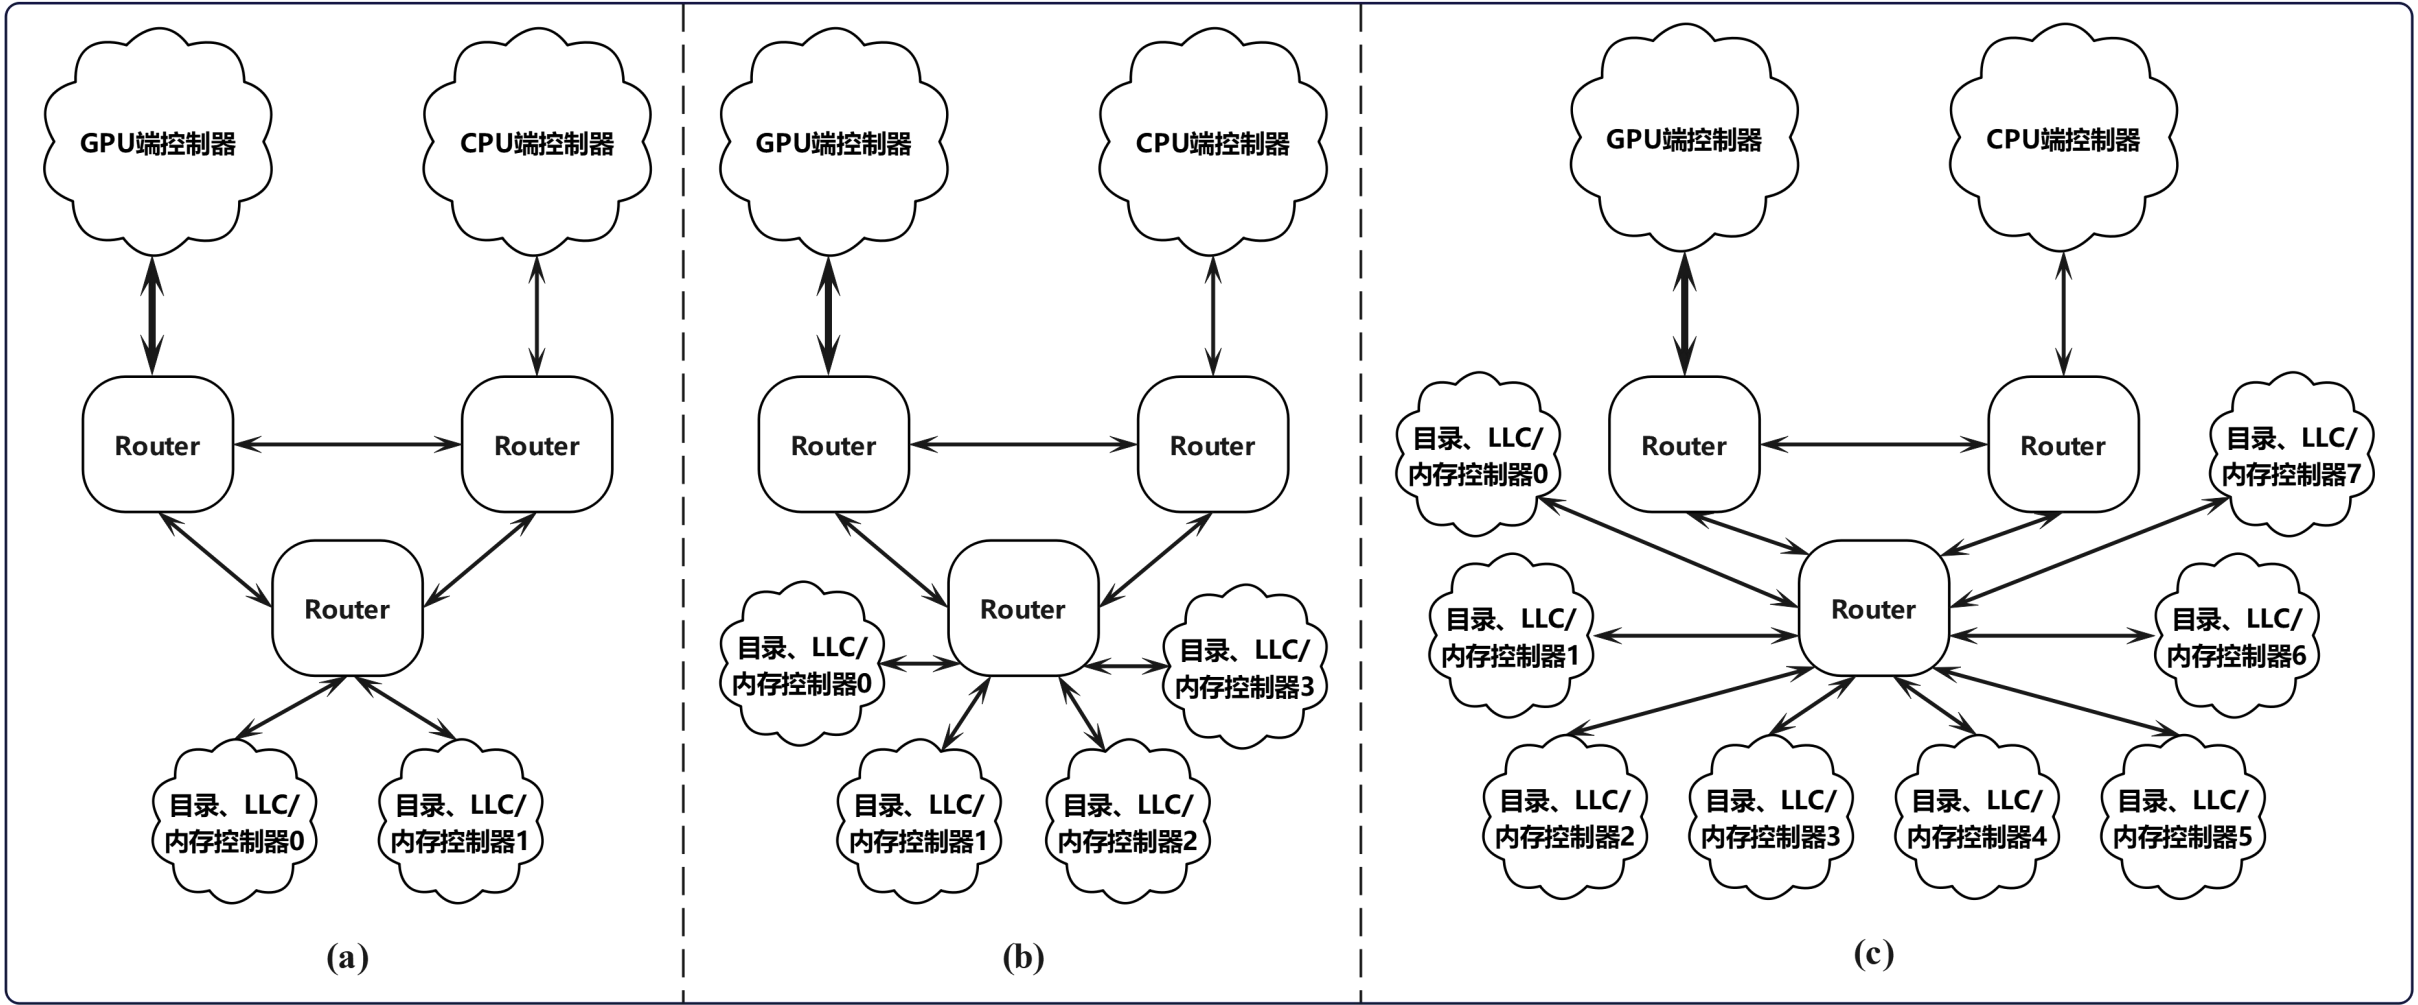 GPU端控制器
CPU端控制器
Router
Router
Router
目录、LLC/
内存控制器0
目录、LLC/
内存控制器1
(a)
GPU端控制器
CPU端控制器
Router
Router
Router
目录、LLC/
内存控制器0
目录、LLC/
内存控制器3
目录、LLC/
内存控制器1
目录、LLC/
内存控制器2
(b)
GPU端控制器
CPU端控制器
目录、LLC/
内存控制器0
Router
Router
目录、LLC/
内存控制器7
目录、LLC/
内存控制器1
Router
目录、LLC/
内存控制器6
目录、LLC/
内存控制器2
目录、LLC/
内存控制器3
目录、LLC/
内存控制器4
目录、LLC/
内存控制器5
(c)